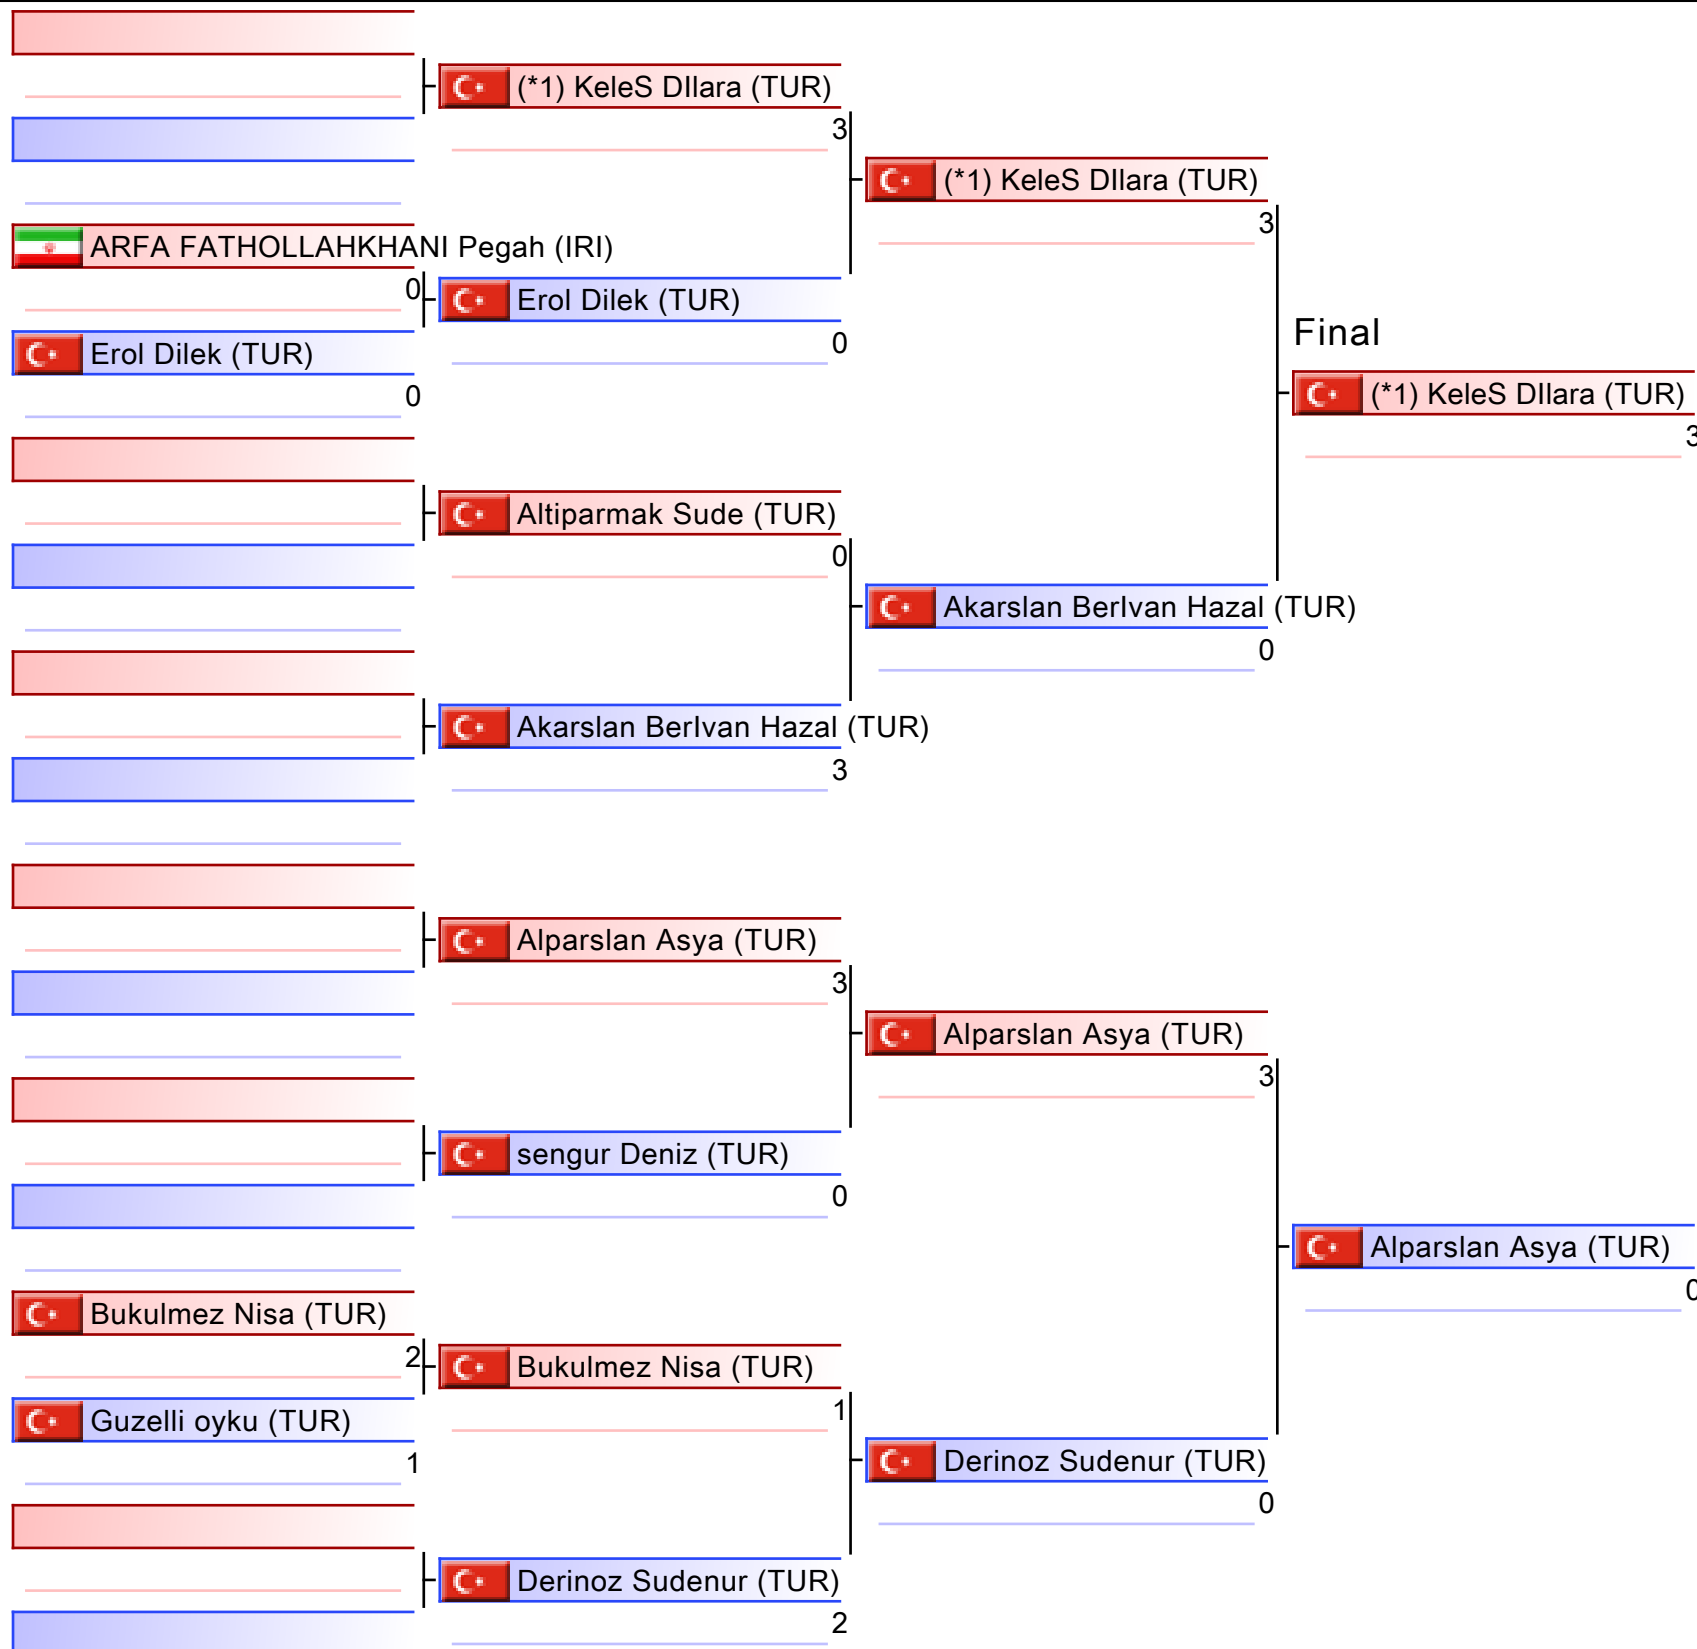 (*1) KeleS DIlara (TUR)
3
(*1) KeleS DIlara (TUR)
3
ARFA FATHOLLAHKHANI Pegah (IRI)
0
Erol Dilek (TUR)
0
Erol Dilek (TUR)
0
Final
(*1) KeleS DIlara (TUR)
3
Altiparmak Sude (TUR)
0
Akarslan BerIvan Hazal (TUR)
0
Akarslan BerIvan Hazal (TUR)
3
Alparslan Asya (TUR)
3
Alparslan Asya (TUR)
3
sengur Deniz (TUR)
0
Alparslan Asya (TUR)
0
Bukulmez Nisa (TUR)
2
Bukulmez Nisa (TUR)
1
Guzelli oyku (TUR)
1
Derinoz Sudenur (TUR)
0
Derinoz Sudenur (TUR)
2